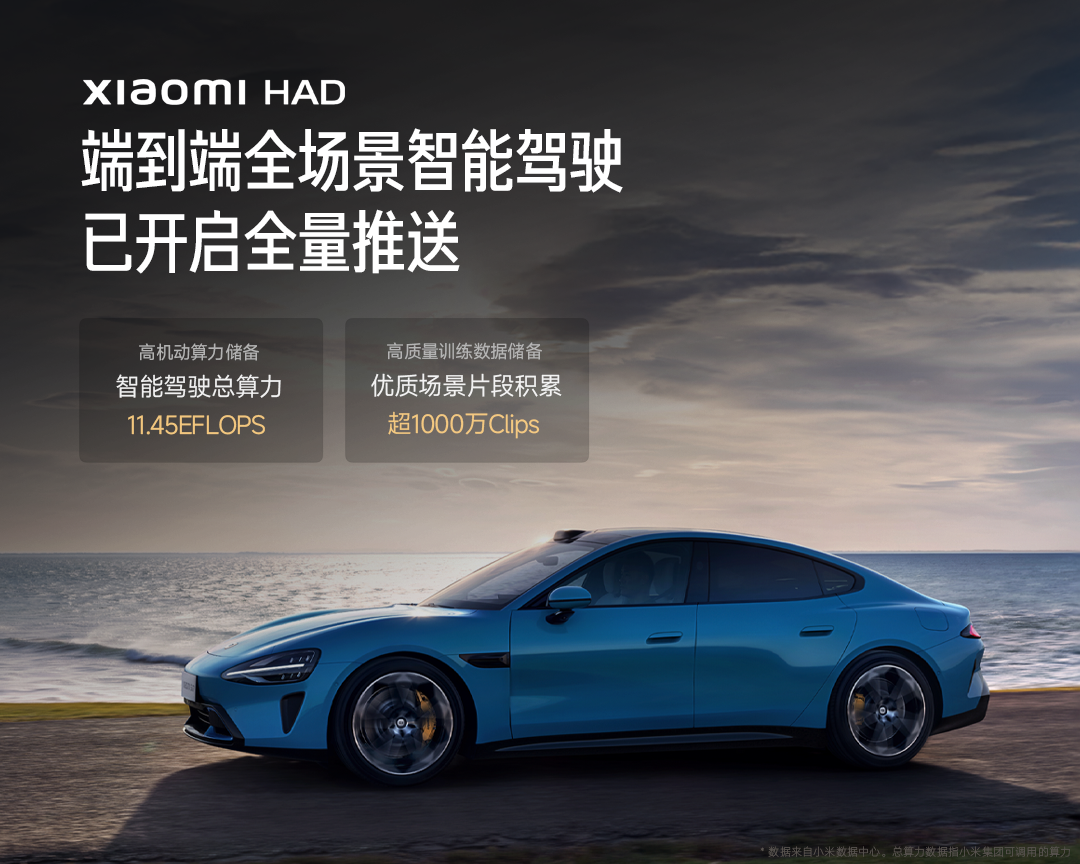 xiaomi HAD
端到端全场景智能驾驶
已开启全量推送
高机动算力储备
智能驾驶总算力
11.45EFLOPS
高质量训练数据储备
优质场景片段积累
超1000万Clips
* 数据来自小米数据中心，总算力数据指小米集团可调用的算力